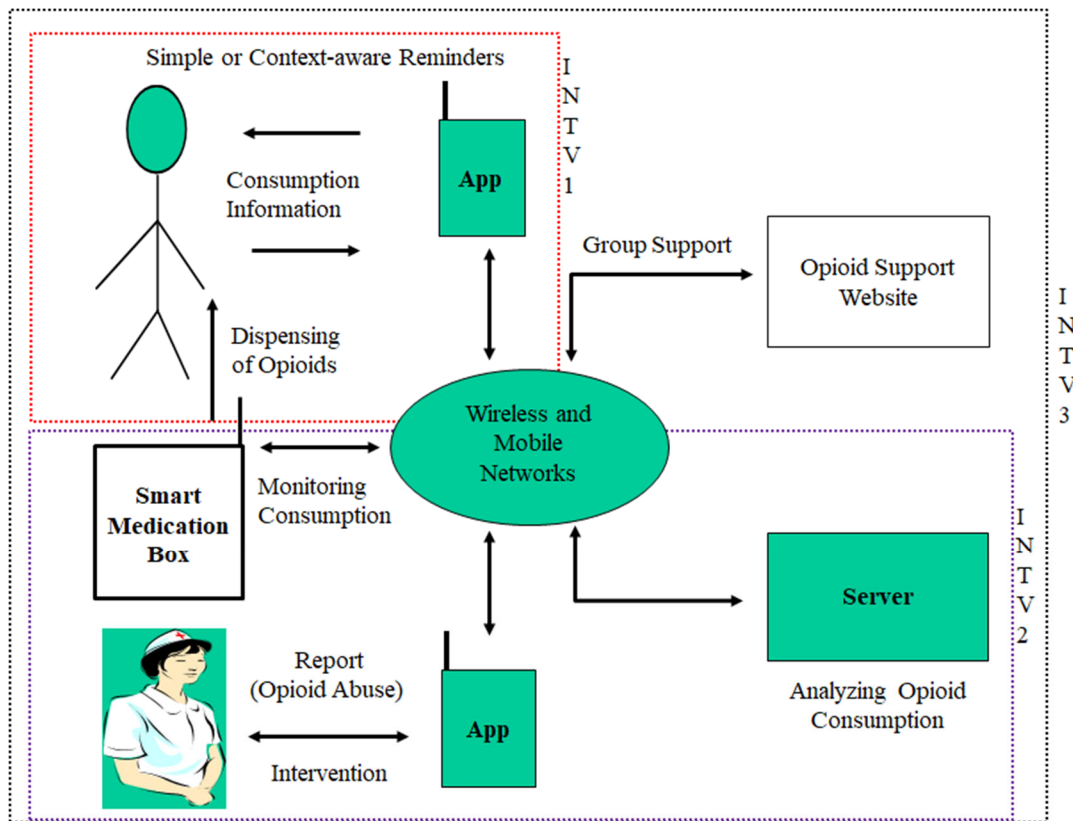 Simple or Context-aware Reminders
I
N
T
V
1
App
Consumption
Information
Group Support
Opioid Support
Website
I
N
T
V
3
Dispensing
of Opioids
Wireless and
Mobile
Networks
Smart
Medication
Box
Monitoring
Consumption
I
N
T
V
2
Server
Analyzing Opioid
Consumption
Report
(Opioid Abuse)
App
Intervention